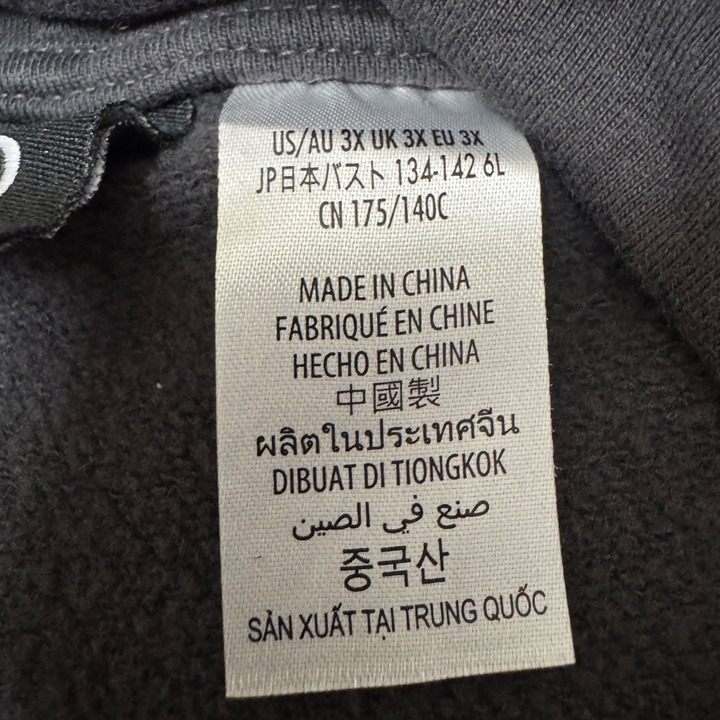 US/AU 3X UK 3X EU 3X
JP日本バスト 134-142 6L
CN 175/140C
MADE IN CHINA
FABRIQUÉ EN CHINE
HECHO EN CHINA
中國製
ผลิตในประเทศจีน
DIBUAT DI TIONGKOK
صنع في الصين
중국산
SẢN XUẤT TẠI TRUNG QUỐC